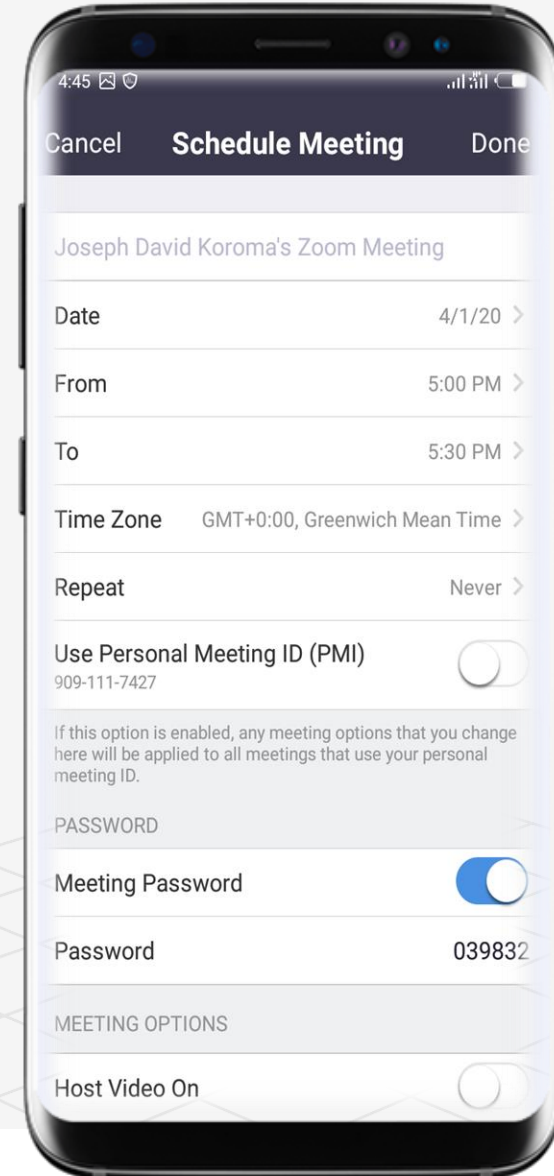 4:45
Cancel Schedule Meeting Done
Joseph David Koroma's Zoom Meeting
Date 4/1/20
From 5:00 PM
To 5:30 PM
Time Zone GMT+0:00, Greenwich Mean Time
Repeat Never
Use Personal Meeting ID (PMI)
909-111-7427
If this option is enabled, any meeting options that you change
here will be applied to all meetings that use your personal
meeting ID.
PASSWORD
Meeting Password
Password 039832
MEETING OPTIONS
Host Video On